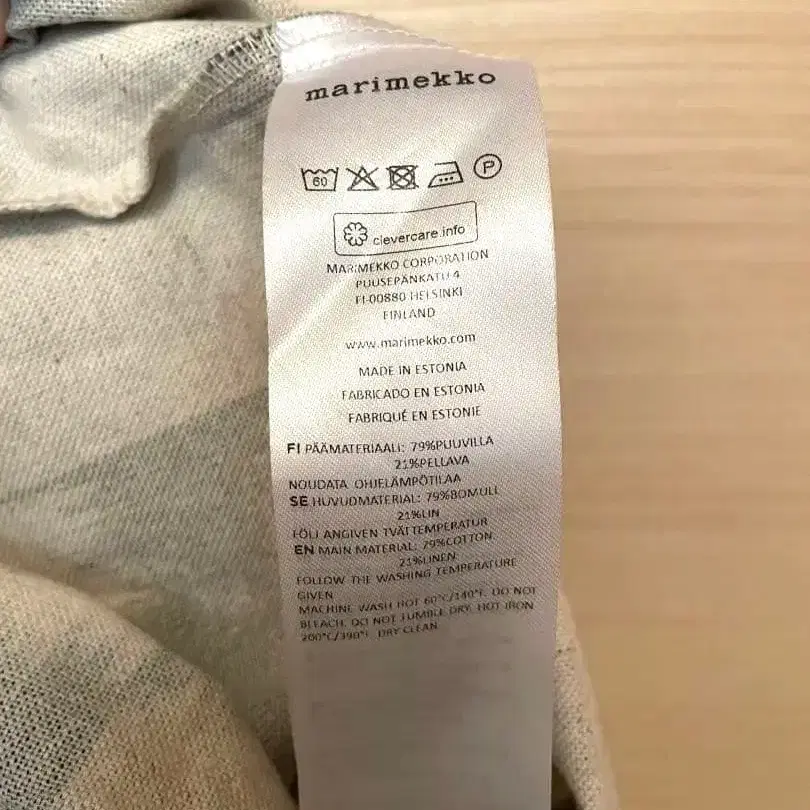 marimekko
60 P
clevercare.info
MARIMEKKO CORPORATION
PUUSEPÄNKATU 4
FI-00880 HELSINKI
FINLAND
www.marimekko.com
MADE IN ESTONIA
FABRICADO EN ESTONIA
FABRIQUÉ EN ESTONIE
FI PÄÄMATERIAALI: 79%PUUVILLA
21%PELLAVA
NOUDATA OHJELÄMPÖTILAA
SE HUVUDMATERIAL: 79%BOMULL
21%LIN
FÖLJ ANGIVEN TVÄTTEMPERATUR
EN MAIN MATERIAL: 79%COTTON
21%LINEN
FOLLOW THE WASHING TEMPERATURE
GIVEN
MACHINE WASH HOT 60°C/140°F. DO NOT
BLEACH. DO NOT TUMBLE DRY. HOT IRON
200°C/390°F. DRY CLEAN